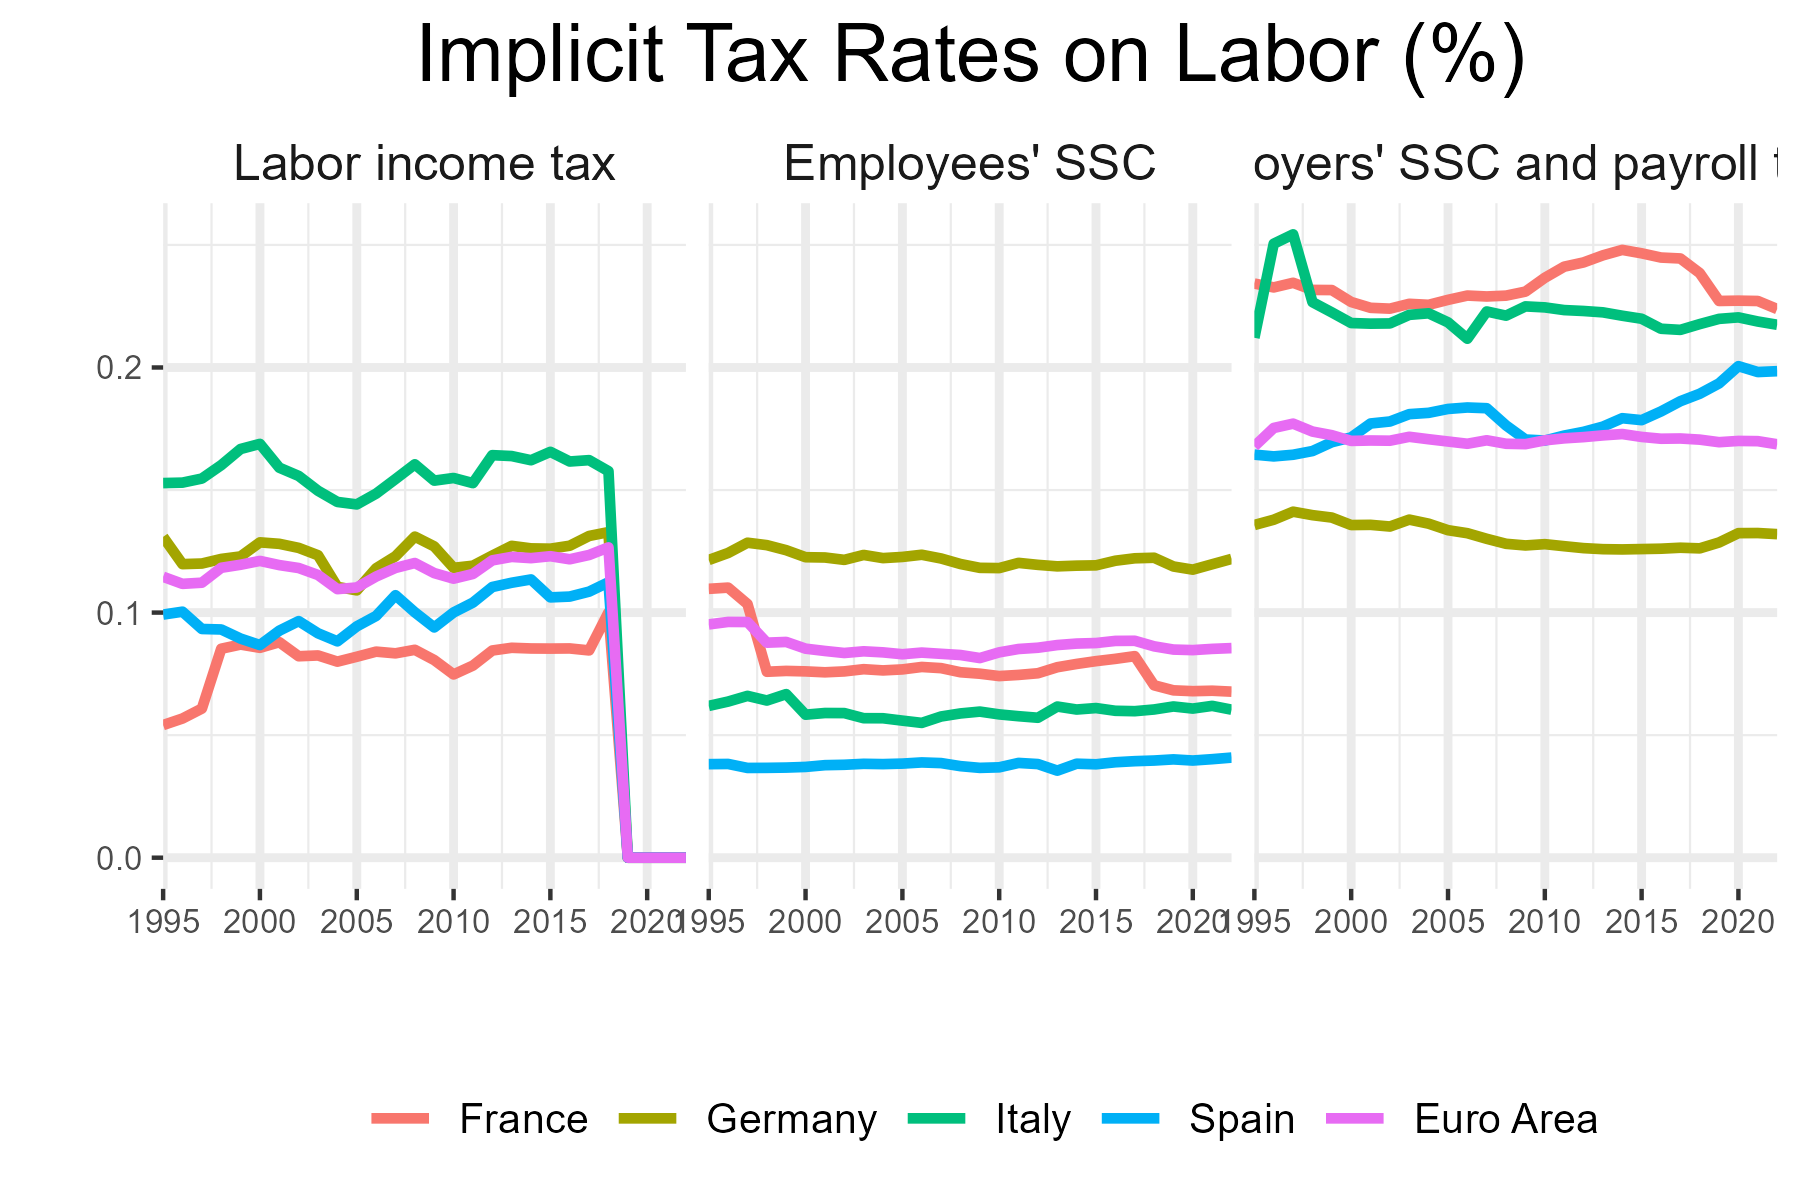 Implicit Tax Rates on Labor (%)
Labor income tax
Employees' SSC
oyers' SSC and payroll t
0.2
0.1
0.0
1995 2000 2005 2010 2015 2020
1995 2000 2005 2010 2015 2020
1995 2000 2005 2010 2015 2020
France Germany Italy Spain Euro Area